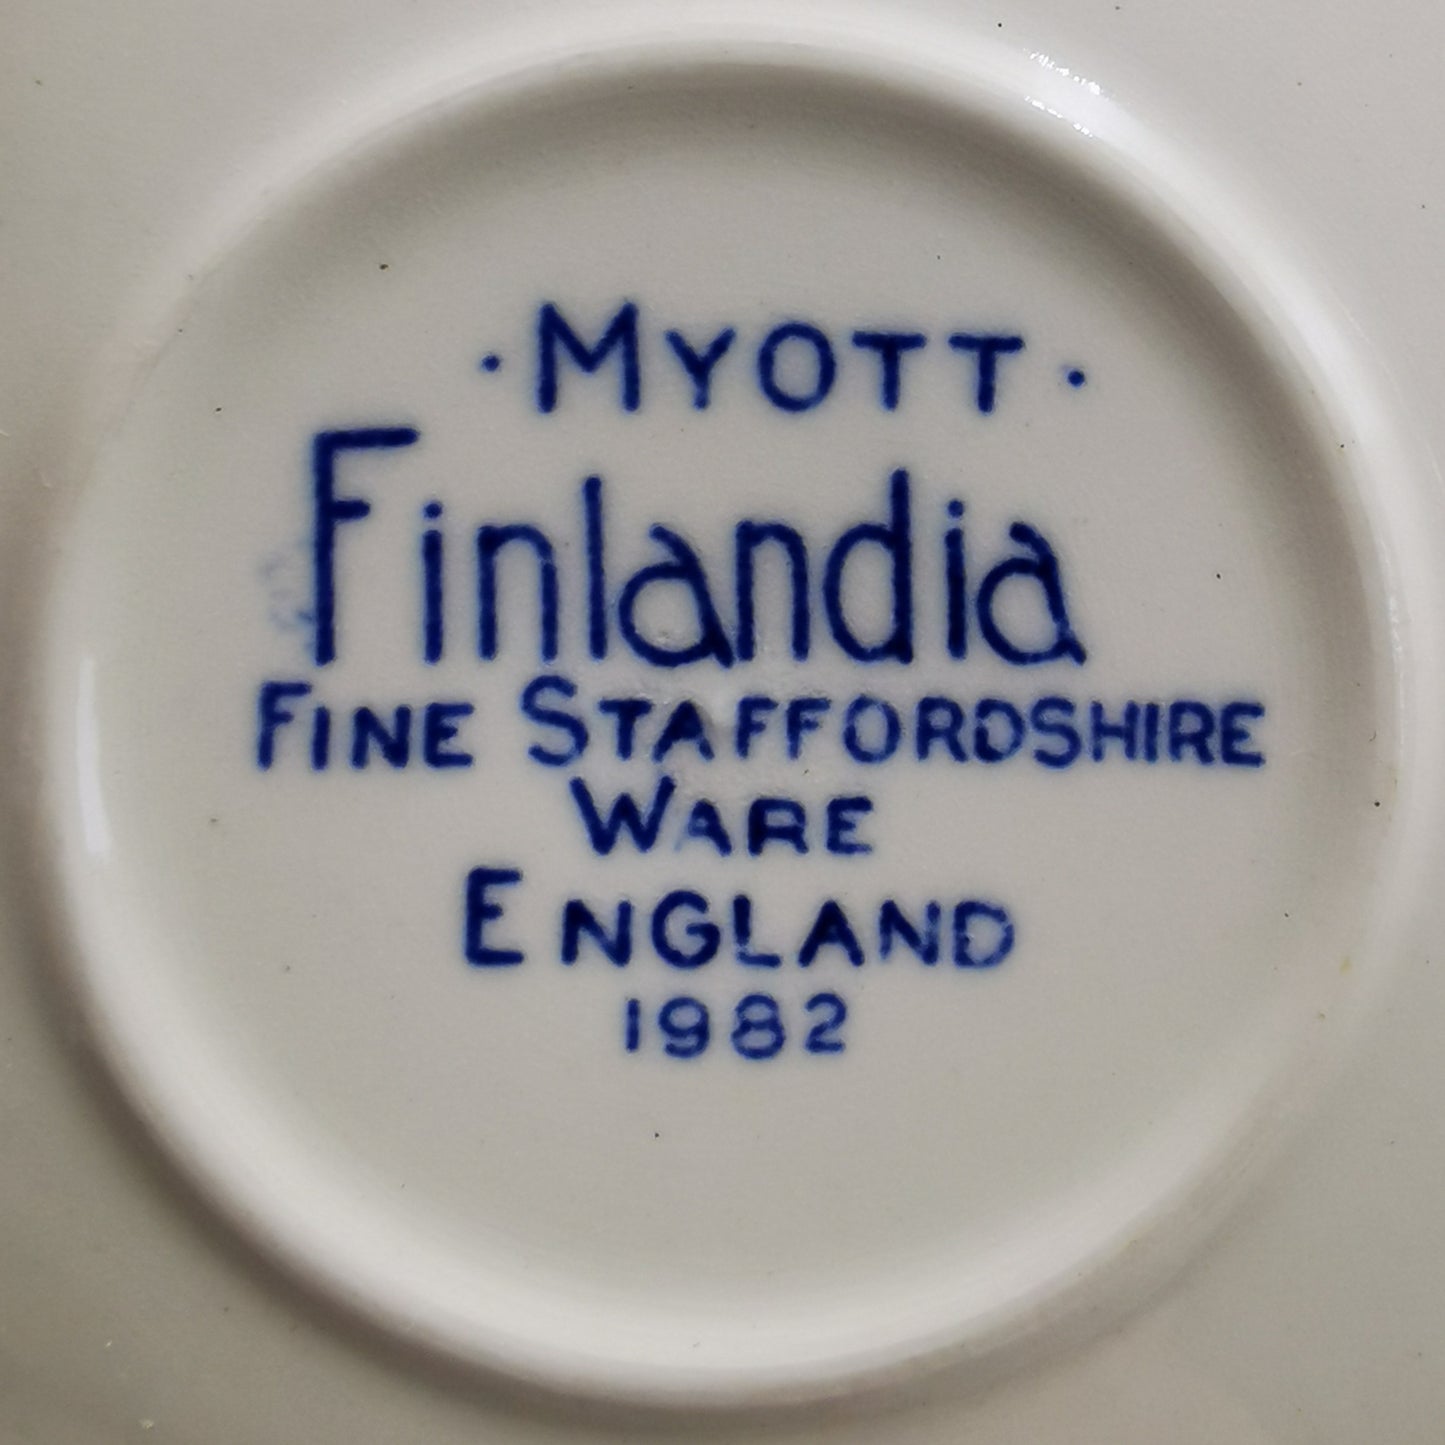 · MYOTT ·
Finlandia
FINE STAFFORDSHIRE
WARE
ENGLAND
1982